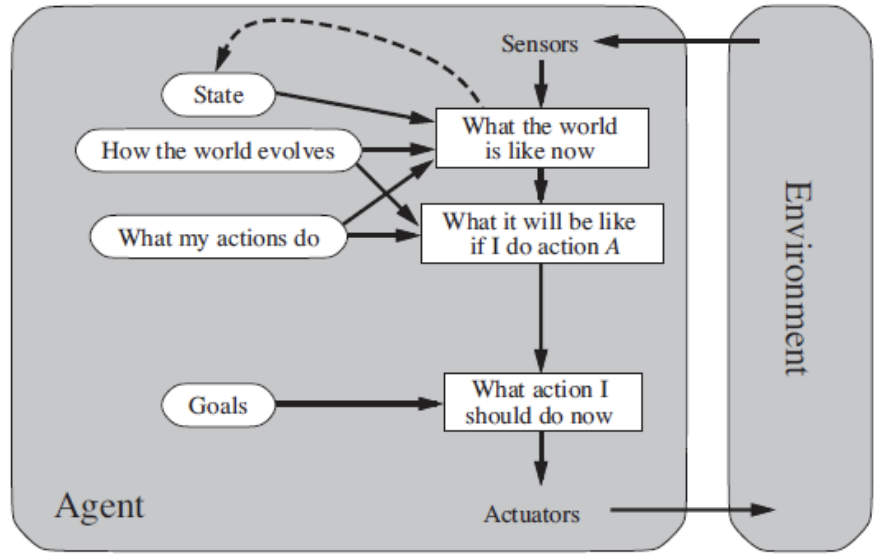 Sensors
State
What the world
is like now
How the world evolves
What my actions do
What it will be like
if I do action A
Environment
Goals
What action I
should do now
Agent
Actuators